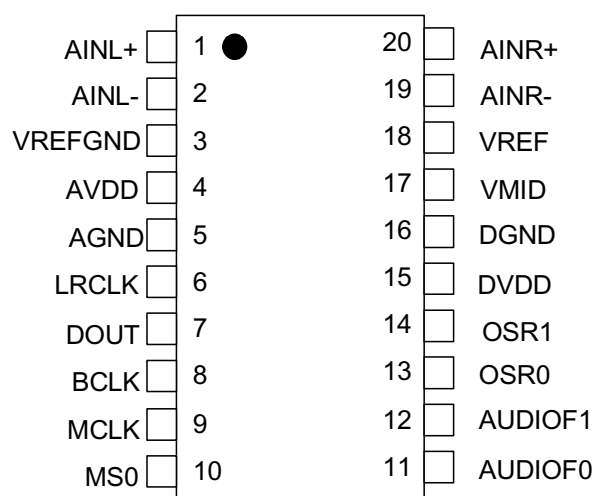 AINL+ 1 20 AINR+
AINL- 2 19 AINR-
VREFGND 3 18 VREF
AVDD 4 17 VMID
AGND 5 16 DGND
LRCLK 6 15 DVDD
DOUT 7 14 OSR1
BCLK 8 13 OSR0
MCLK 9 12 AUDIOF1
MS0 10 11 AUDIOF0